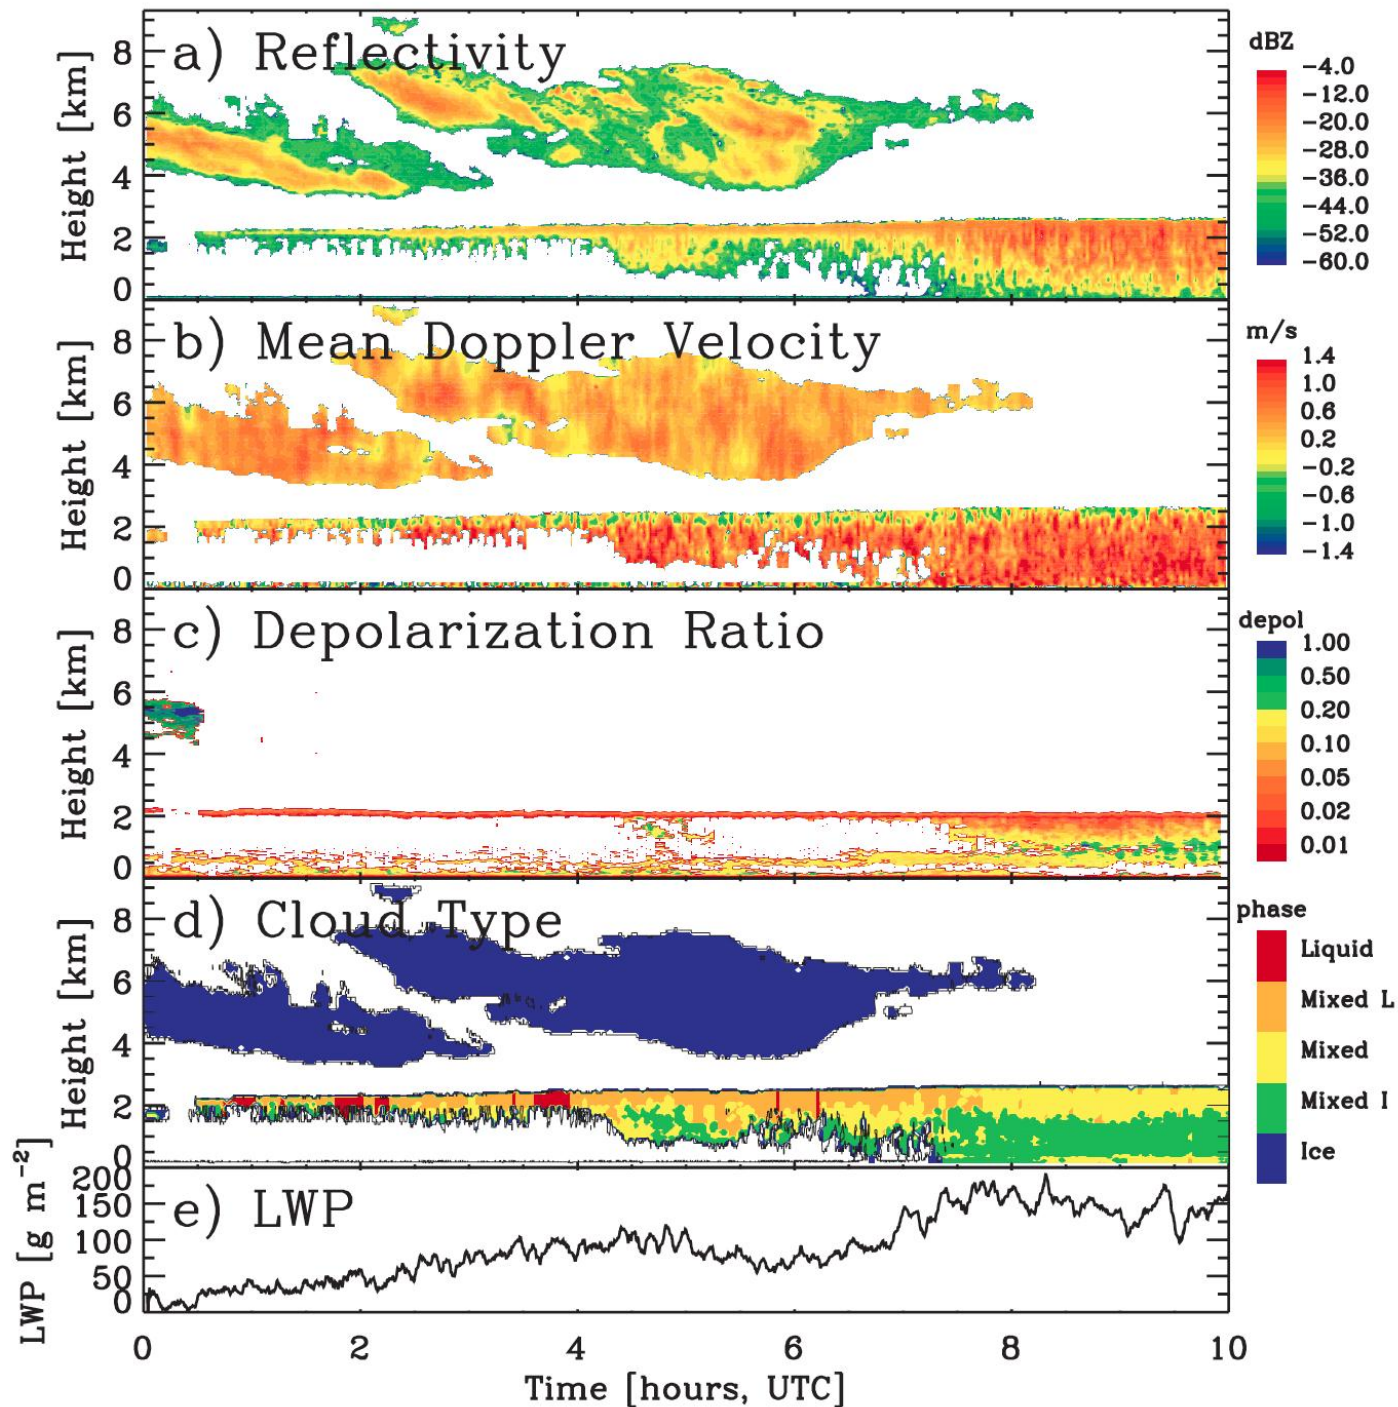 a) Reflectivity
Height [km]
8
6
4
2
0
dBZ
-4.0
-12.0
-20.0
-28.0
-36.0
-44.0
-52.0
-60.0
b) Mean Doppler Velocity
Height [km]
8
6
4
2
0
m/s
1.4
1.0
0.6
0.2
-0.2
-0.6
-1.0
-1.4
c) Depolarization Ratio
Height [km]
8
6
4
2
0
depol
1.00
0.50
0.20
0.10
0.05
0.02
0.01
d) Cloud Type
Height [km]
8
6
4
2
0
phase
Liquid
Mixed L
Mixed
Mixed I
Ice
e) LWP
LWP [g m⁻²]
200
150
100
50
0
0 2 4 6 8 10
Time [hours, UTC]